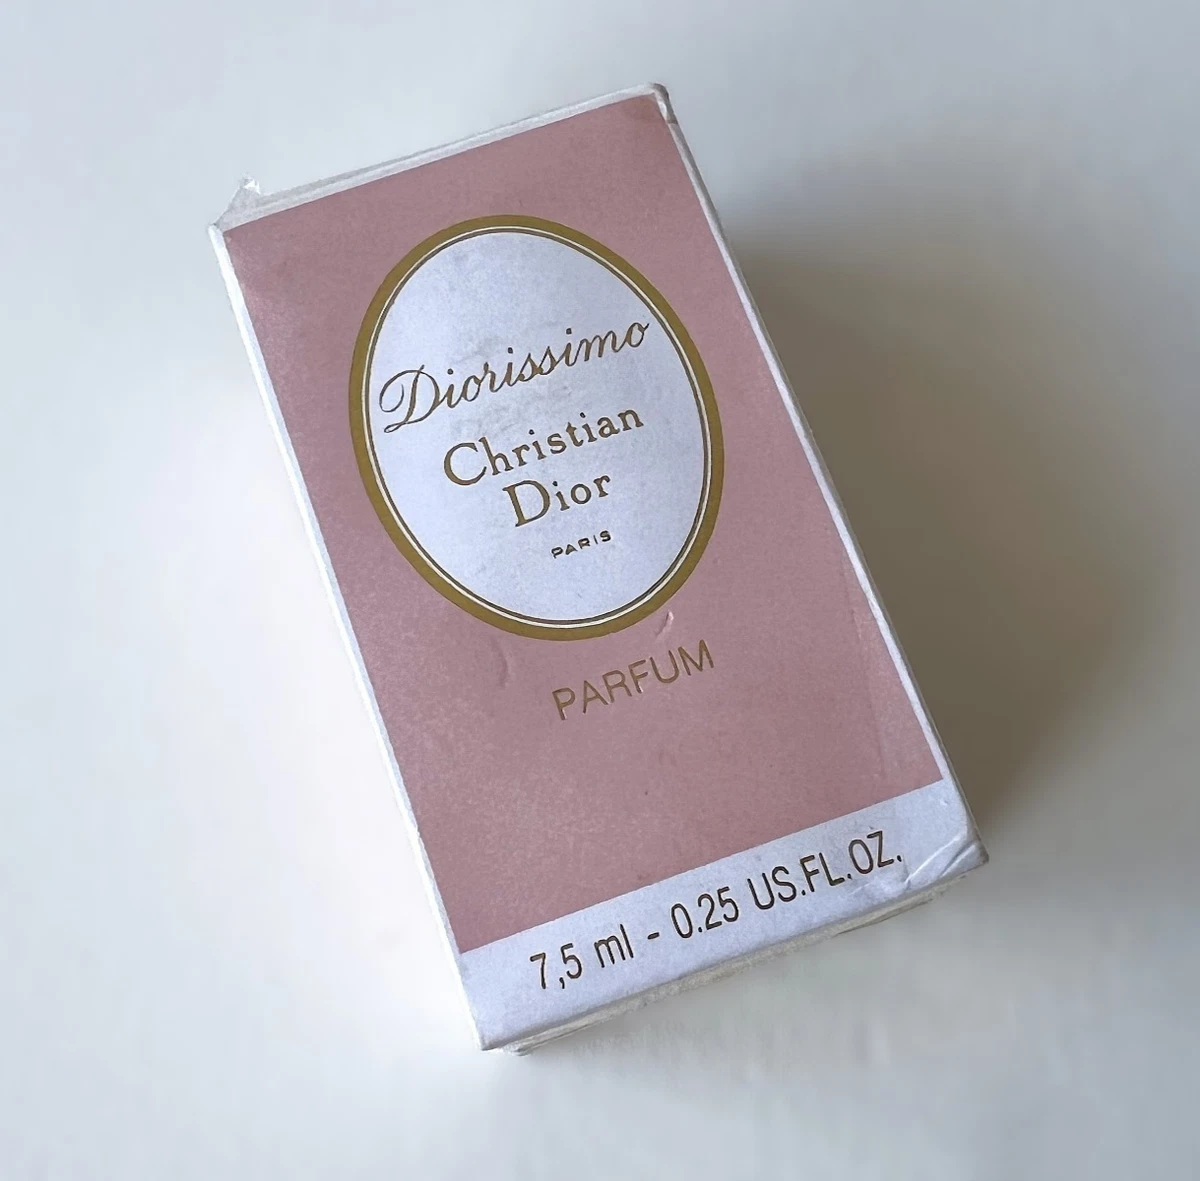 Diorissimo
Christian
Dior
PARIS
PARFUM
7,5 ml - 0.25 US.FL.OZ.